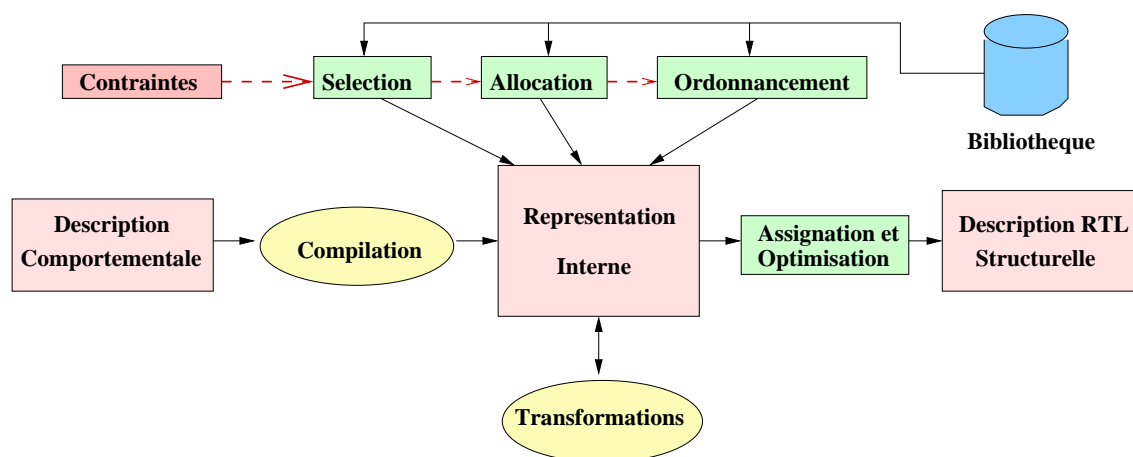 Contraintes
Selection
Allocation
Ordonnancement
Bibliotheque
Description
Comportementale
Compilation
Representation
Interne
Assignation et
Optimisation
Description RTL
Structurelle
Transformations